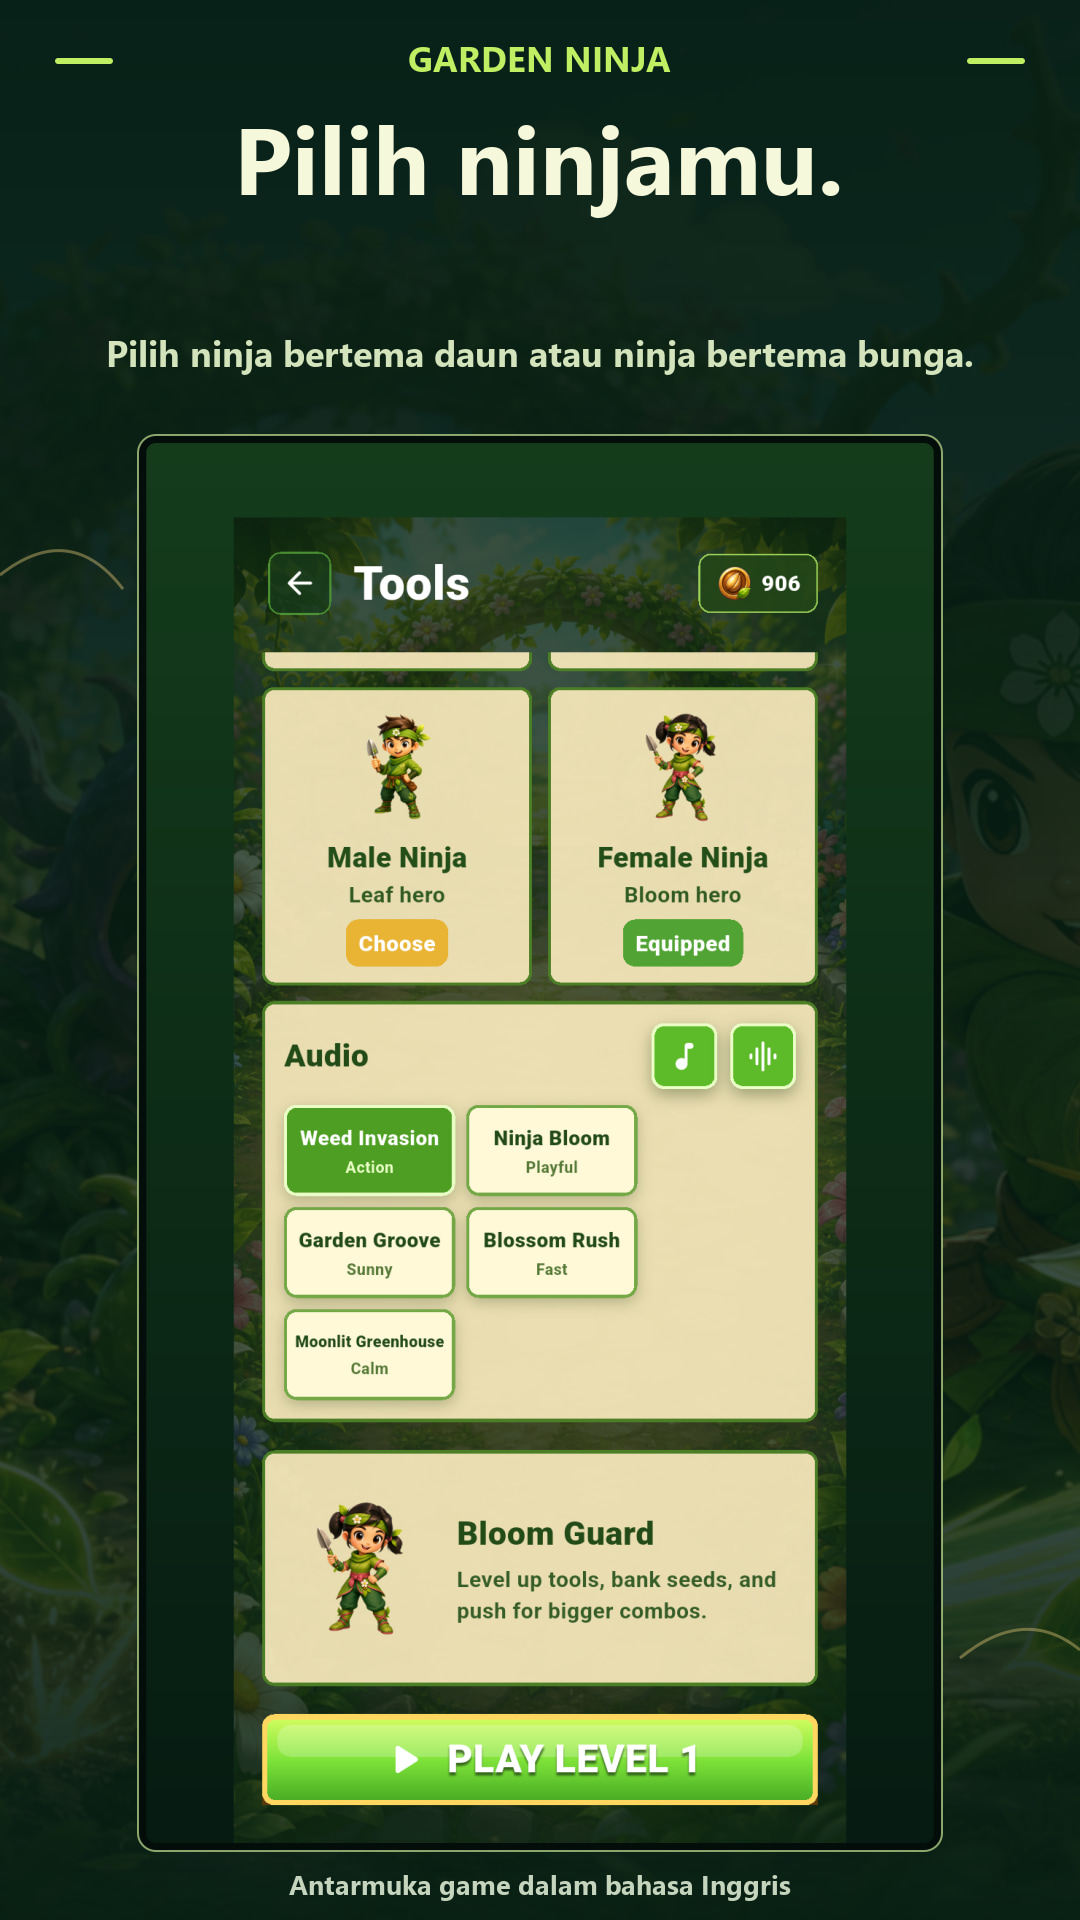 GARDEN NINJA
Pilih ninjamu.
Pilih ninja bertema daun atau ninja bertema bunga.
Tools
906
Male Ninja
Leaf hero
Choose
Female Ninja
Bloom hero
Equipped
Audio
Weed Invasion
Action
Ninja Bloom
Playful
Garden Groove
Sunny
Blossom Rush
Fast
Moonlit Greenhouse
Calm
Bloom Guard
Level up tools, bank seeds, and
push for bigger combos.
PLAY LEVEL 1
Antarmuka game dalam bahasa Inggris